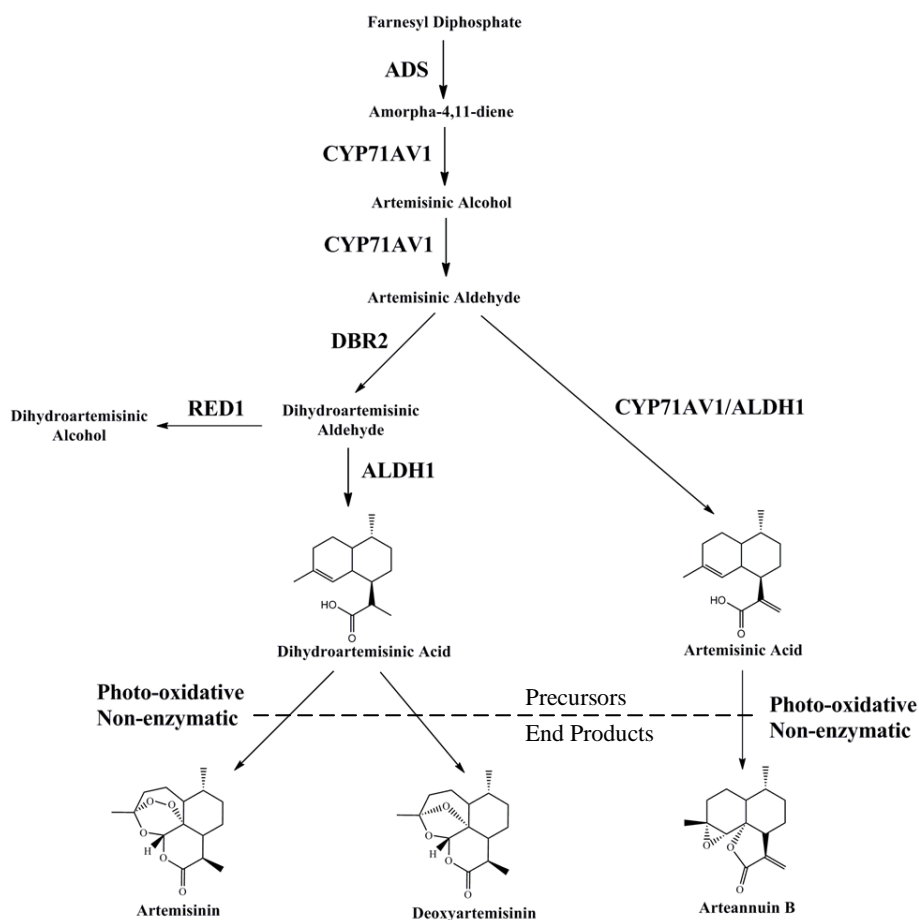 Farnesyl Diphosphate
ADS
Amorpha-4,11-diene
CYP71AV1
Artemisinic Alcohol
CYP71AV1
Artemisinic Aldehyde
DBR2
Dihydroartemisinic
Alcohol
RED1
Dihydroartemisinic
Aldehyde
CYP71AV1/ALDH1
ALDH1
HO
O
Dihydroartemisinic Acid
HO
O
Artemisinic Acid
Photo-oxidative
Non-enzymatic
Precursors
End Products
Photo-oxidative
Non-enzymatic
O
O
O
H
O
O
Artemisinin
O
O
H
O
O
Deoxyartemisinin
O
O
O
Arteannuin B